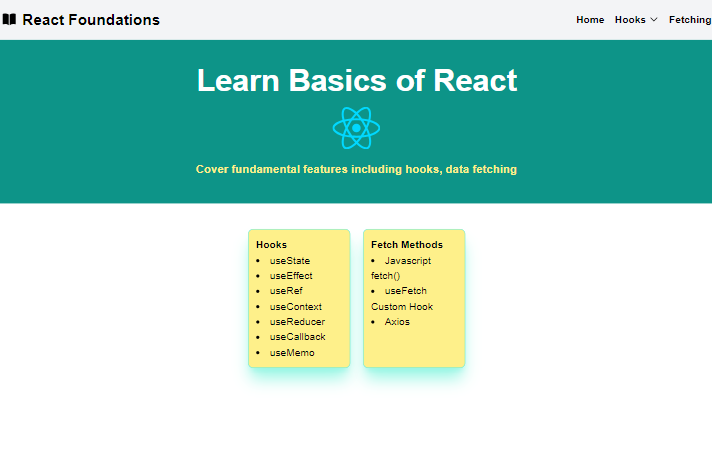 React Foundations
Home Hooks Fetching
Learn Basics of React
Cover fundamental features including hooks, data fetching
Hooks
useState
useEffect
useRef
useContext
useReducer
useCallback
useMemo
Fetch Methods
Javascript
fetch()
useFetch
Custom Hook
Axios